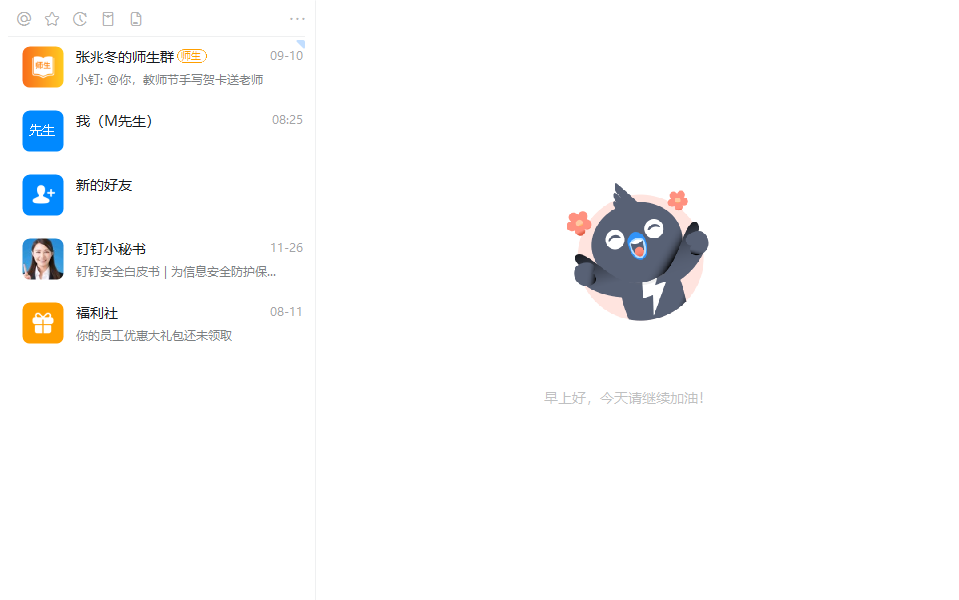 师生
张兆冬的师生群 师生 09-10
小钉: @你，教师节手写贺卡送老师
先生
我（M先生） 08:25
新的好友
钉钉小秘书 11-26
钉钉安全白皮书 | 为信息安全防护保...
福利社 08-11
你的员工优惠大礼包还未领取
早上好，今天请继续加油!